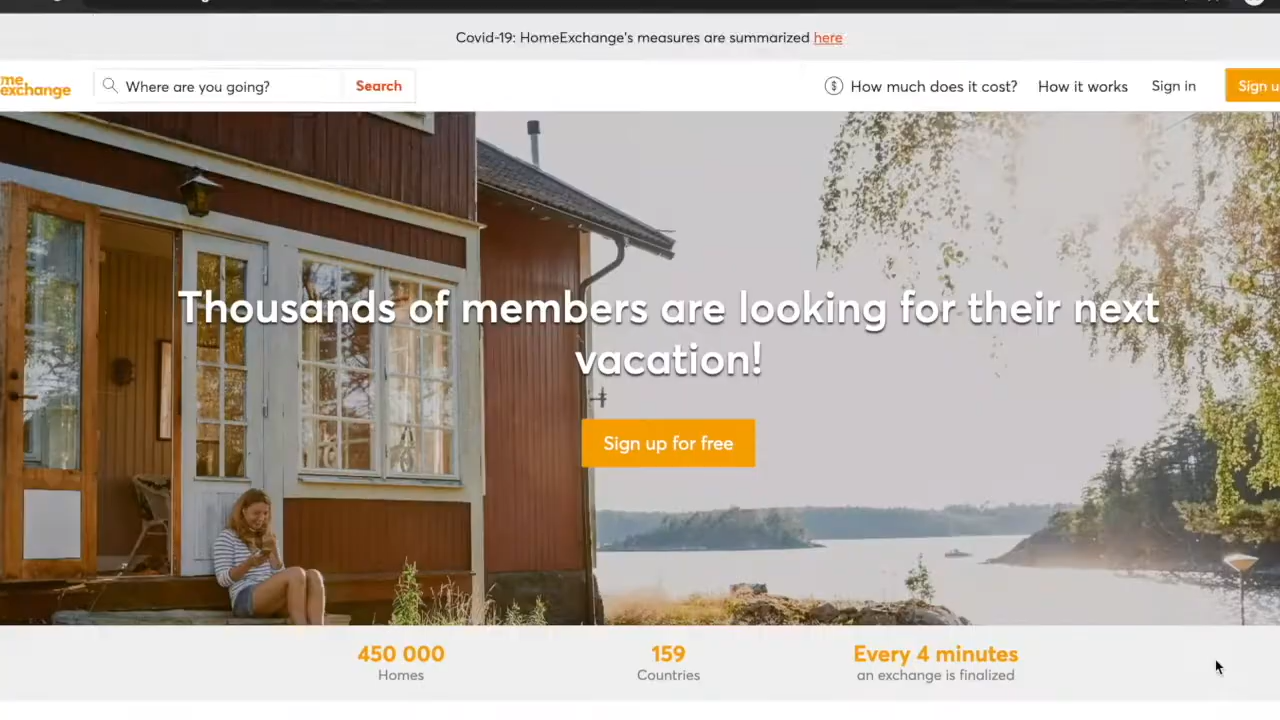 Covid-19: HomeExchange's measures are summarized here
me
exchange
Where are you going?
Search
How much does it cost?
How it works
Sign in
Sign u
Thousands of members are looking for their next
vacation!
Sign up for free
450 000
Homes
159
Countries
Every 4 minutes
an exchange is finalized